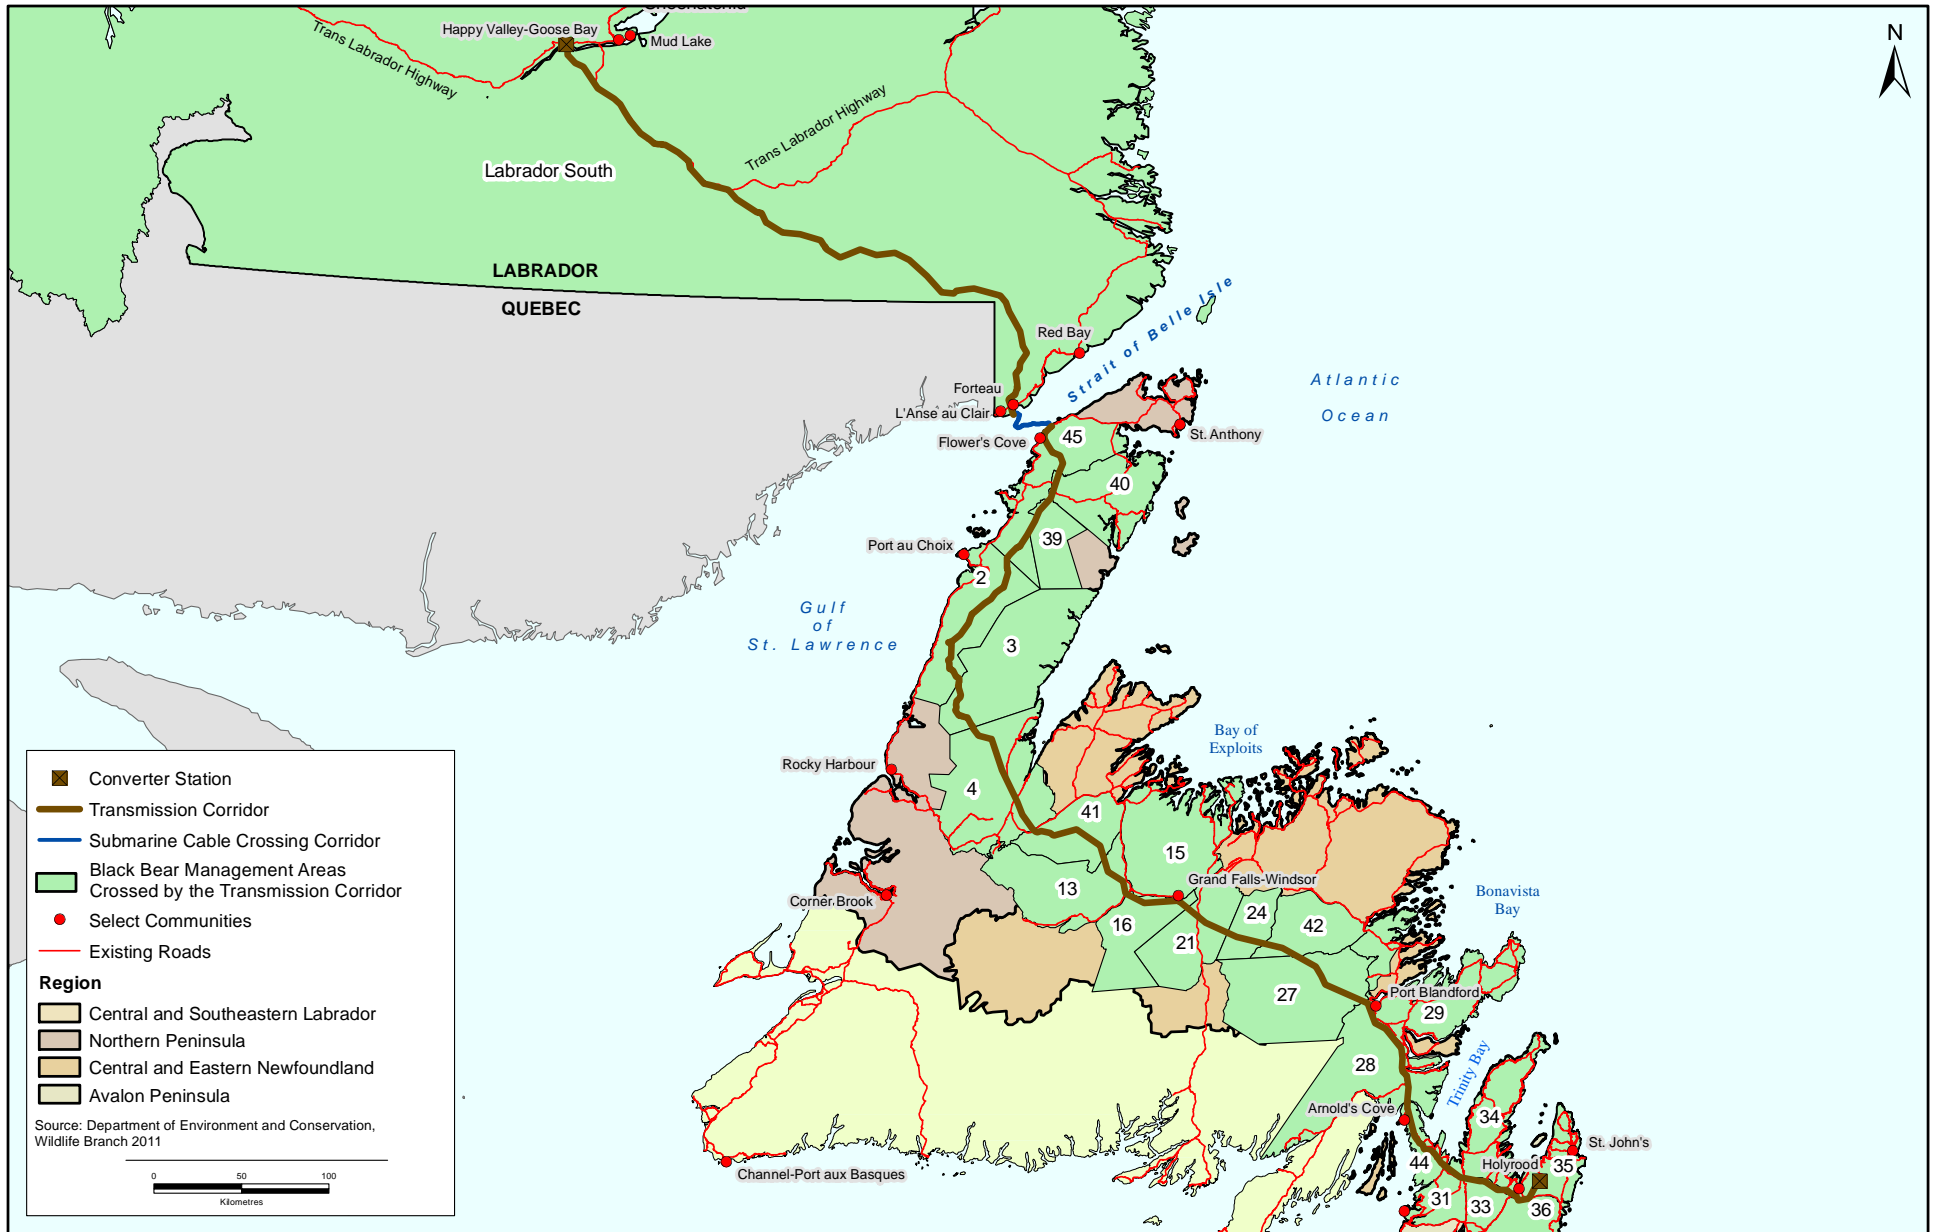 Happy Valley-Goose Bay
Mud Lake
N
Trans Labrador Highway
Trans Labrador Highway
Labrador South
LABRADOR
QUEBEC
Red Bay
Strait of Belle Isle
Forteau
L'Anse au Clair
Flower's Cove
45
St. Anthony
Atlantic
Ocean
40
39
Port au Choix
2
Gulf
of
St. Lawrence
3
Bay of
Exploits
Rocky Harbour
4
41
15
Grand Falls-Windsor
13
Corner Brook
16
21
24
42
Bonavista
Bay
27
Port Blandford
29
28
Trinity Bay
Arnold's Cove
34
St. John's
44
Holyrood
35
31
33
36
Channel-Port aux Basques
Converter Station
Transmission Corridor
Submarine Cable Crossing Corridor
Black Bear Management Areas
Crossed by the Transmission Corridor
Select Communities
Existing Roads
Region
Central and Southeastern Labrador
Northern Peninsula
Central and Eastern Newfoundland
Avalon Peninsula
Source: Department of Environment and Conservation,
Wildlife Branch 2011
0 50 100
Kilometres